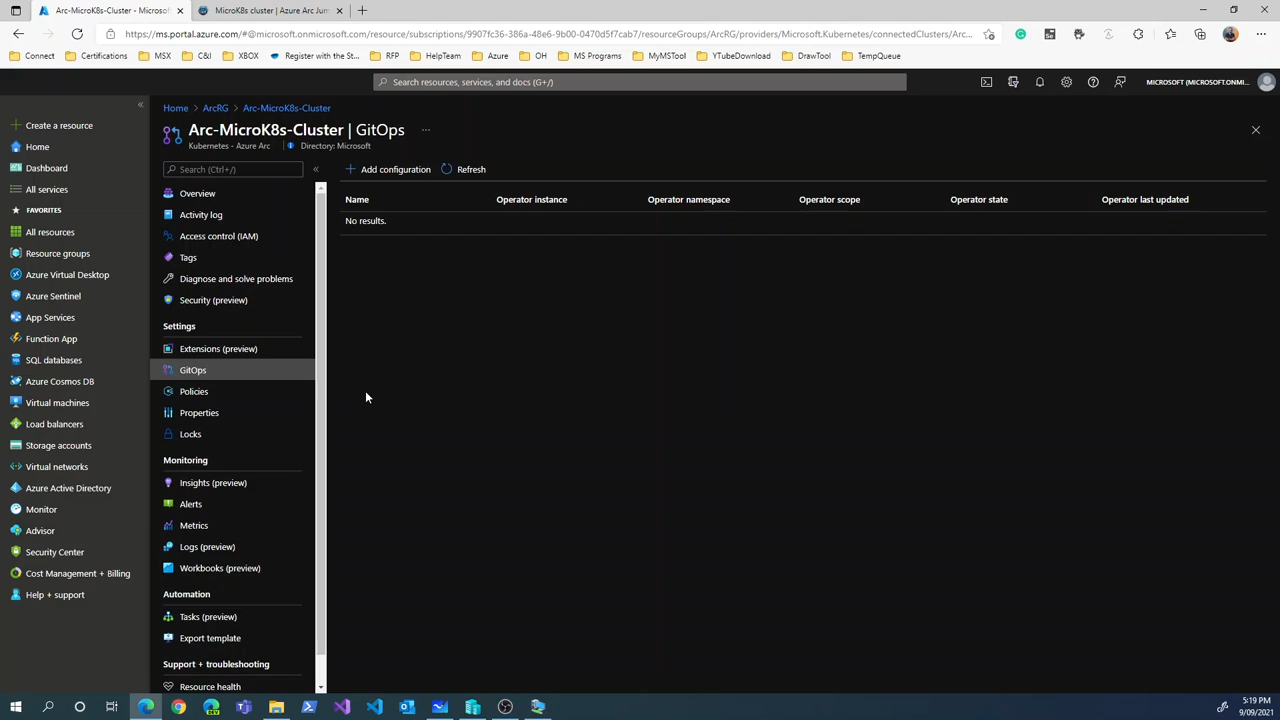 Arc-MicroK8s-Cluster - Microsof
MicroK8s cluster | Azure Arc Jum
https://ms.portal.azure.com/#@microsoft.onmicrosoft.com/resource/subscriptions/9907fc36-386a-48e6-9b00-0470d5f7cab7/resourceGroups/ArcRG/providers/Microsoft.Kubernetes/connectedClusters/Arc...
Connect
Certifications
MSX
C&I
XBOX
Register with the St...
RFP
HelpTeam
Azure
OH
MS Programs
MyMSTool
YTubeDownload
DrawTool
TempQueue
Search resources, services, and docs (G+/)
MICROSOFT (MICROSOFT.ONMI...
Create a resource
Home
Dashboard
All services
FAVORITES
All resources
Resource groups
Azure Virtual Desktop
Azure Sentinel
App Services
Function App
SQL databases
Azure Cosmos DB
Virtual machines
Load balancers
Storage accounts
Virtual networks
Azure Active Directory
Monitor
Advisor
Security Center
Cost Management + Billing
Help + support
Home > ArcRG > Arc-MicroK8s-Cluster
Arc-MicroK8s-Cluster | GitOps ...
Kubernetes - Azure Arc
Directory: Microsoft
Search (Ctrl+/)
Overview
Activity log
Access control (IAM)
Tags
Diagnose and solve problems
Security (preview)
Settings
Extensions (preview)
GitOps
Policies
Properties
Locks
Monitoring
Insights (preview)
Alerts
Metrics
Logs (preview)
Workbooks (preview)
Automation
Tasks (preview)
Export template
Support + troubleshooting
Resource health
Add configuration
Refresh
Name
Operator instance
Operator namespace
Operator scope
Operator state
Operator last updated
No results.
DEV
5:19 PM
9/09/2021